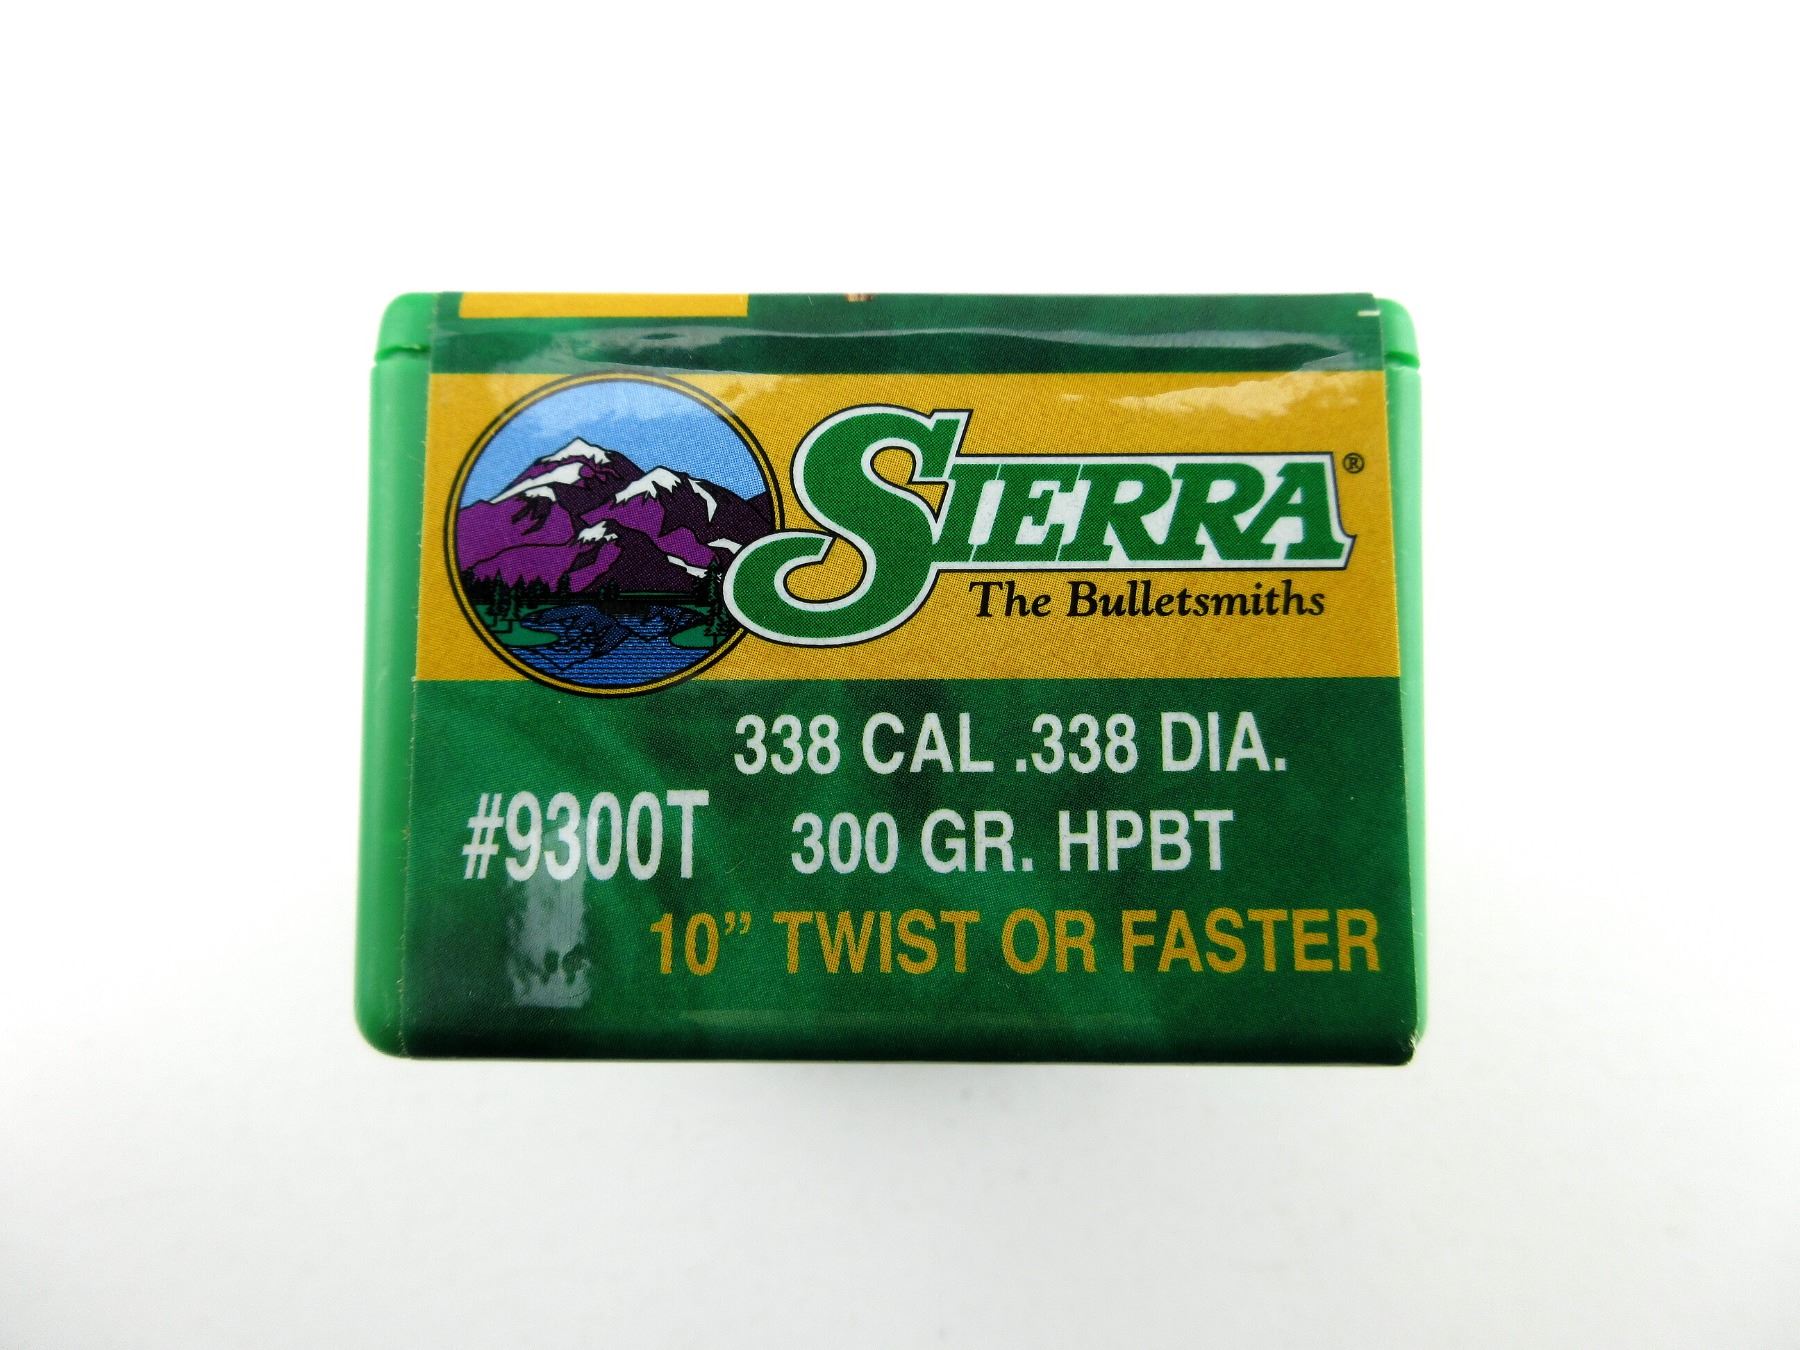 SIERRA®
The Bulletsmiths
338 CAL .338 DIA.
#9300T 300 GR. HPBT
10” TWIST OR FASTER